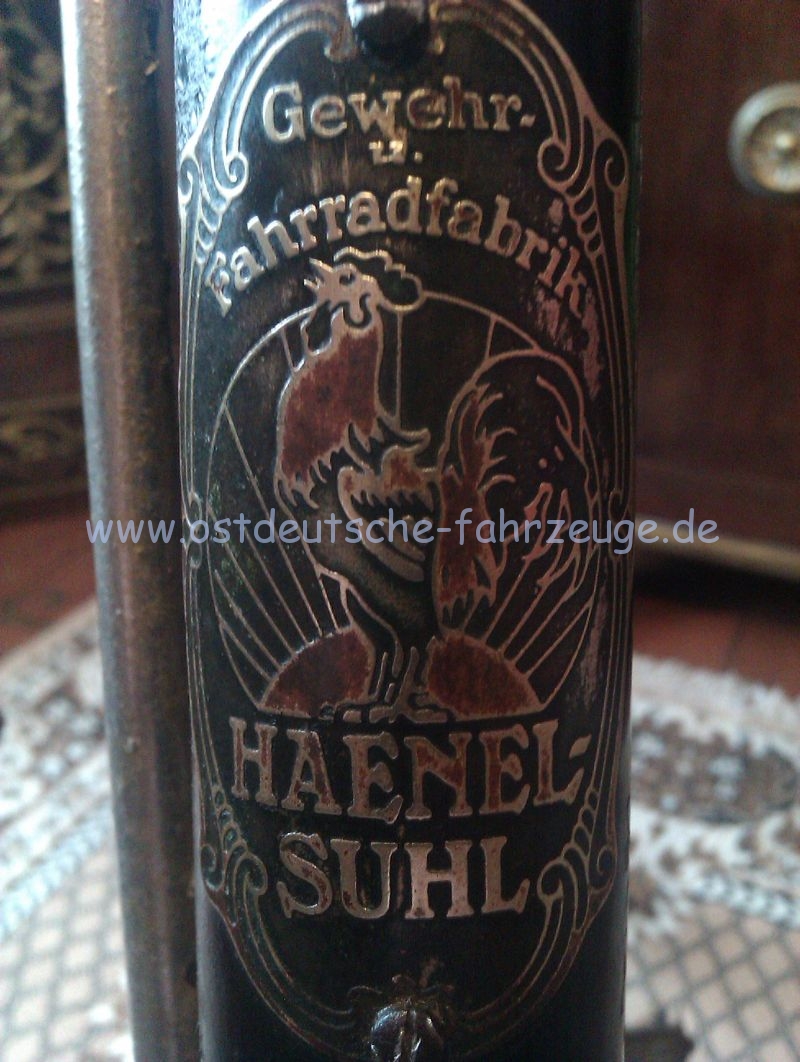 Gewehr-
u.
Fahrradfabrik
www.ostdeutsche-fahrzeuge.de
HAENEL-
SUHL